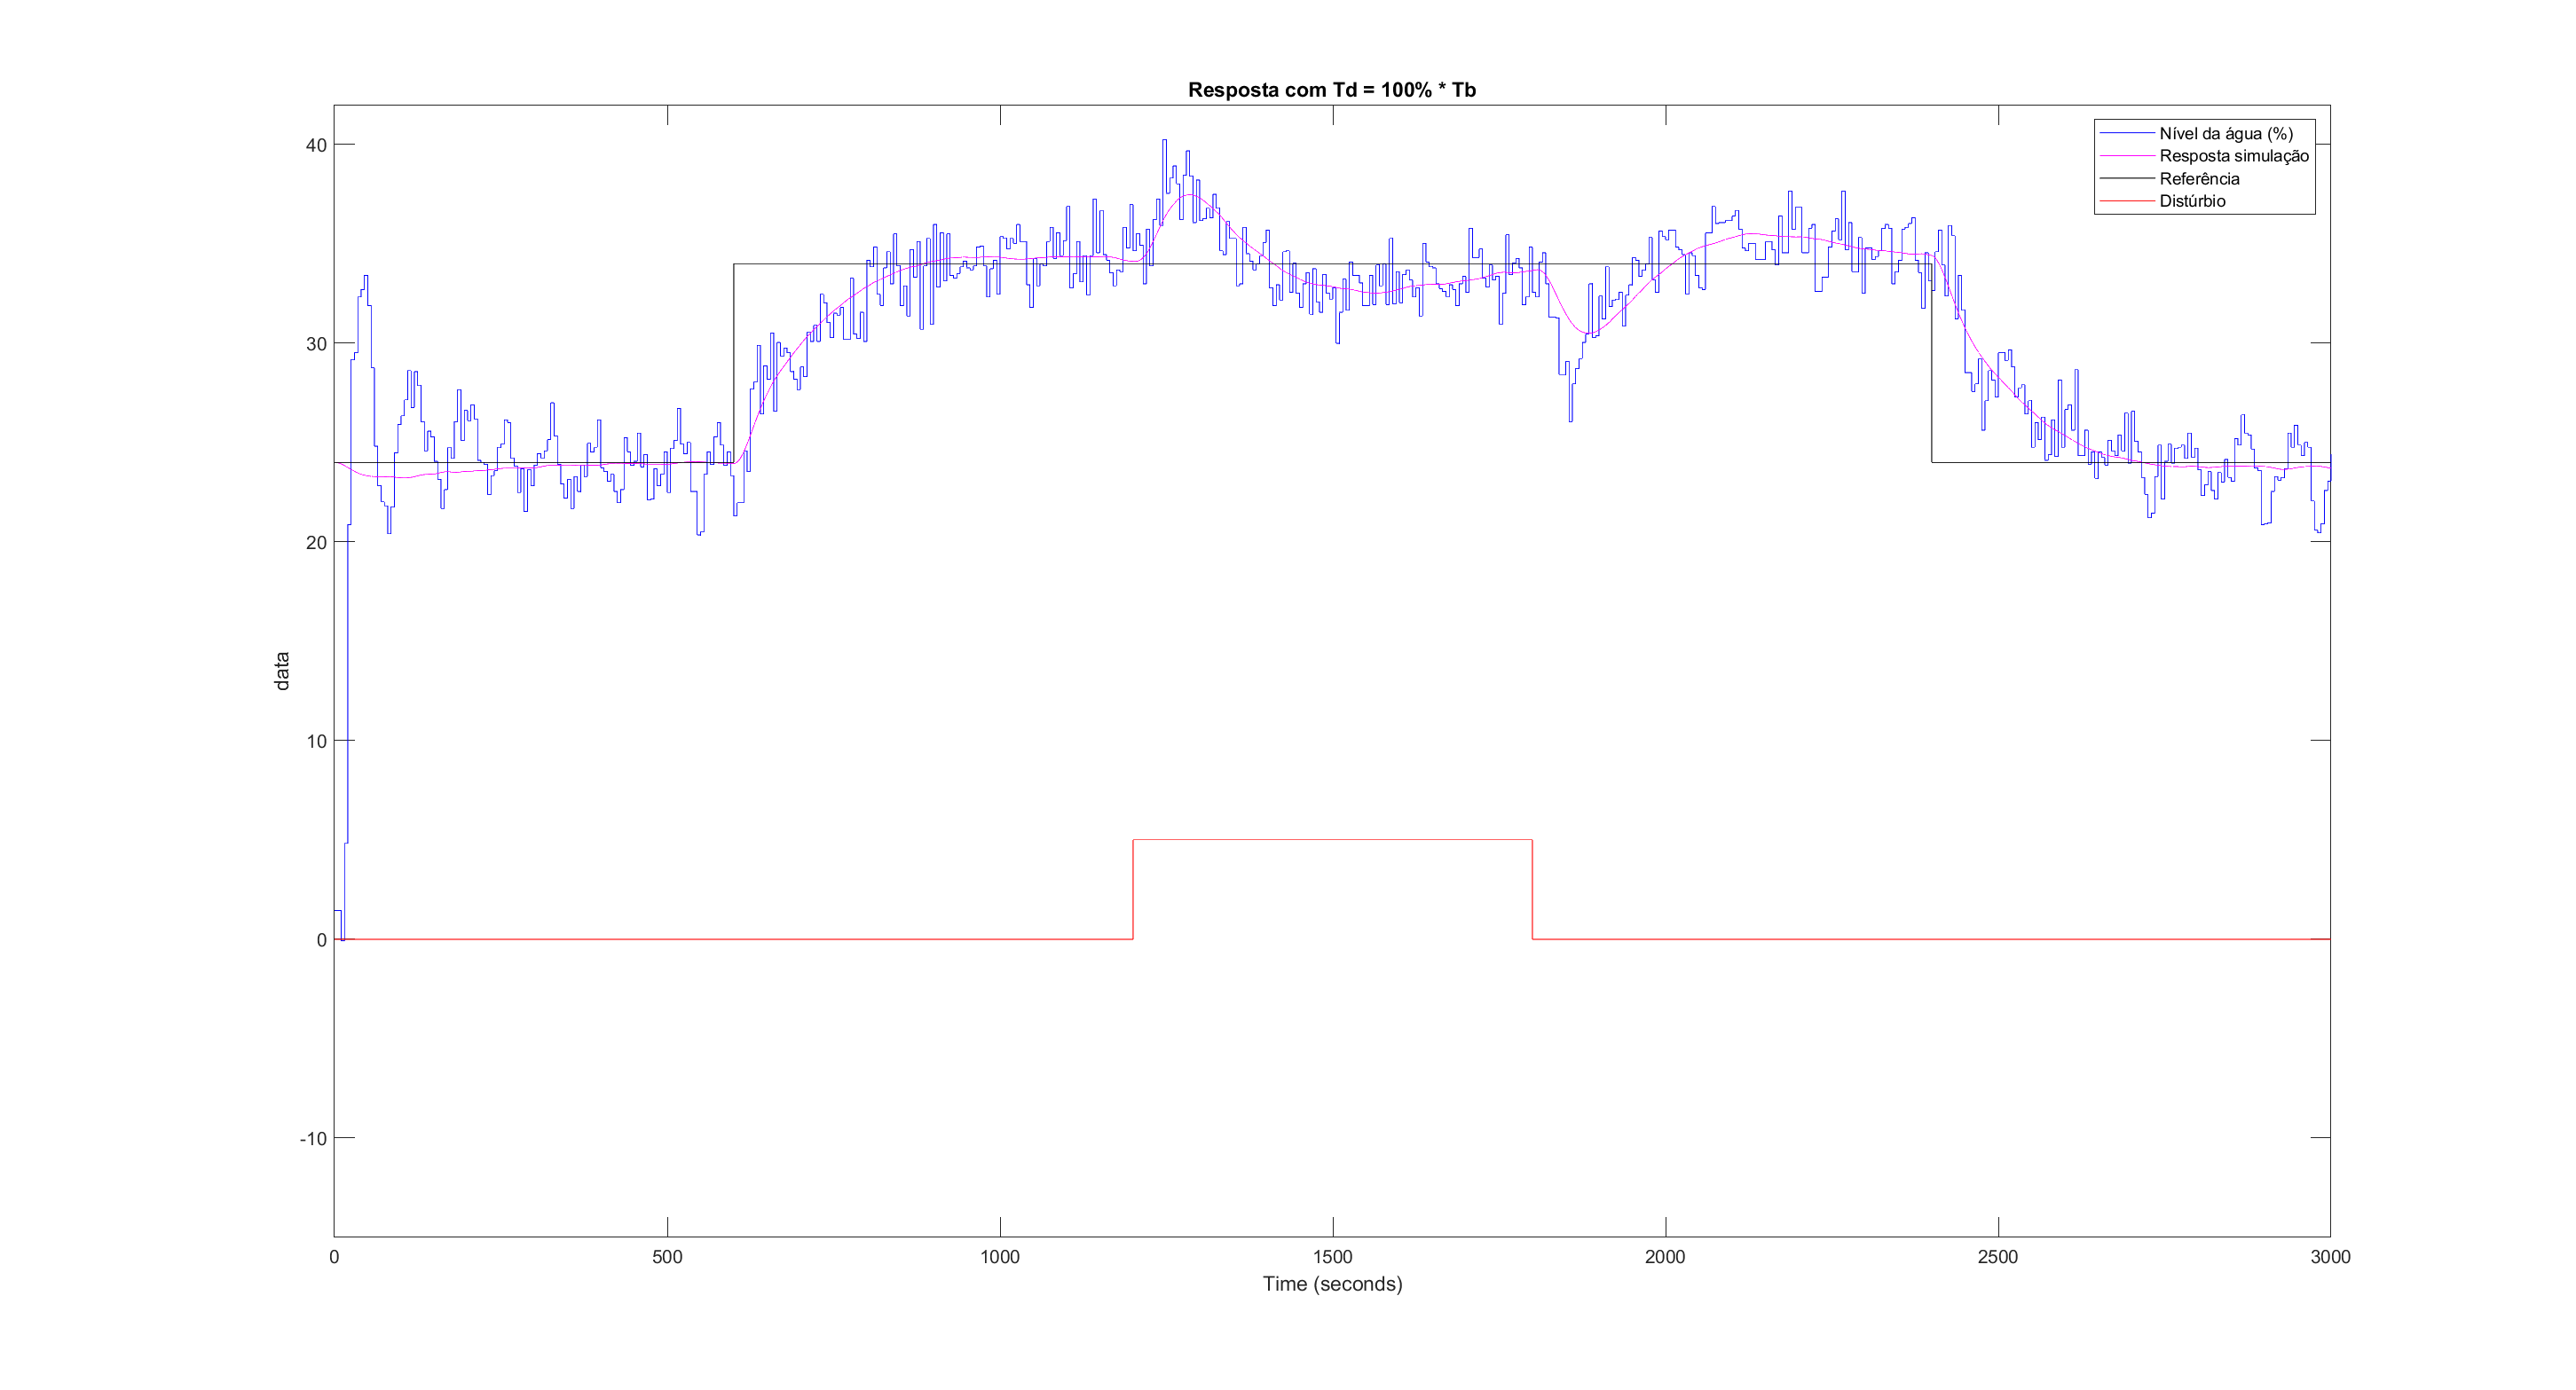 Resposta com Td = 100% * Tb
Nível da água (%)
Resposta simulação
Referência
Distúrbio
40
30
20
10
0
-10
data
0 500 1000 1500 2000 2500 3000
Time (seconds)